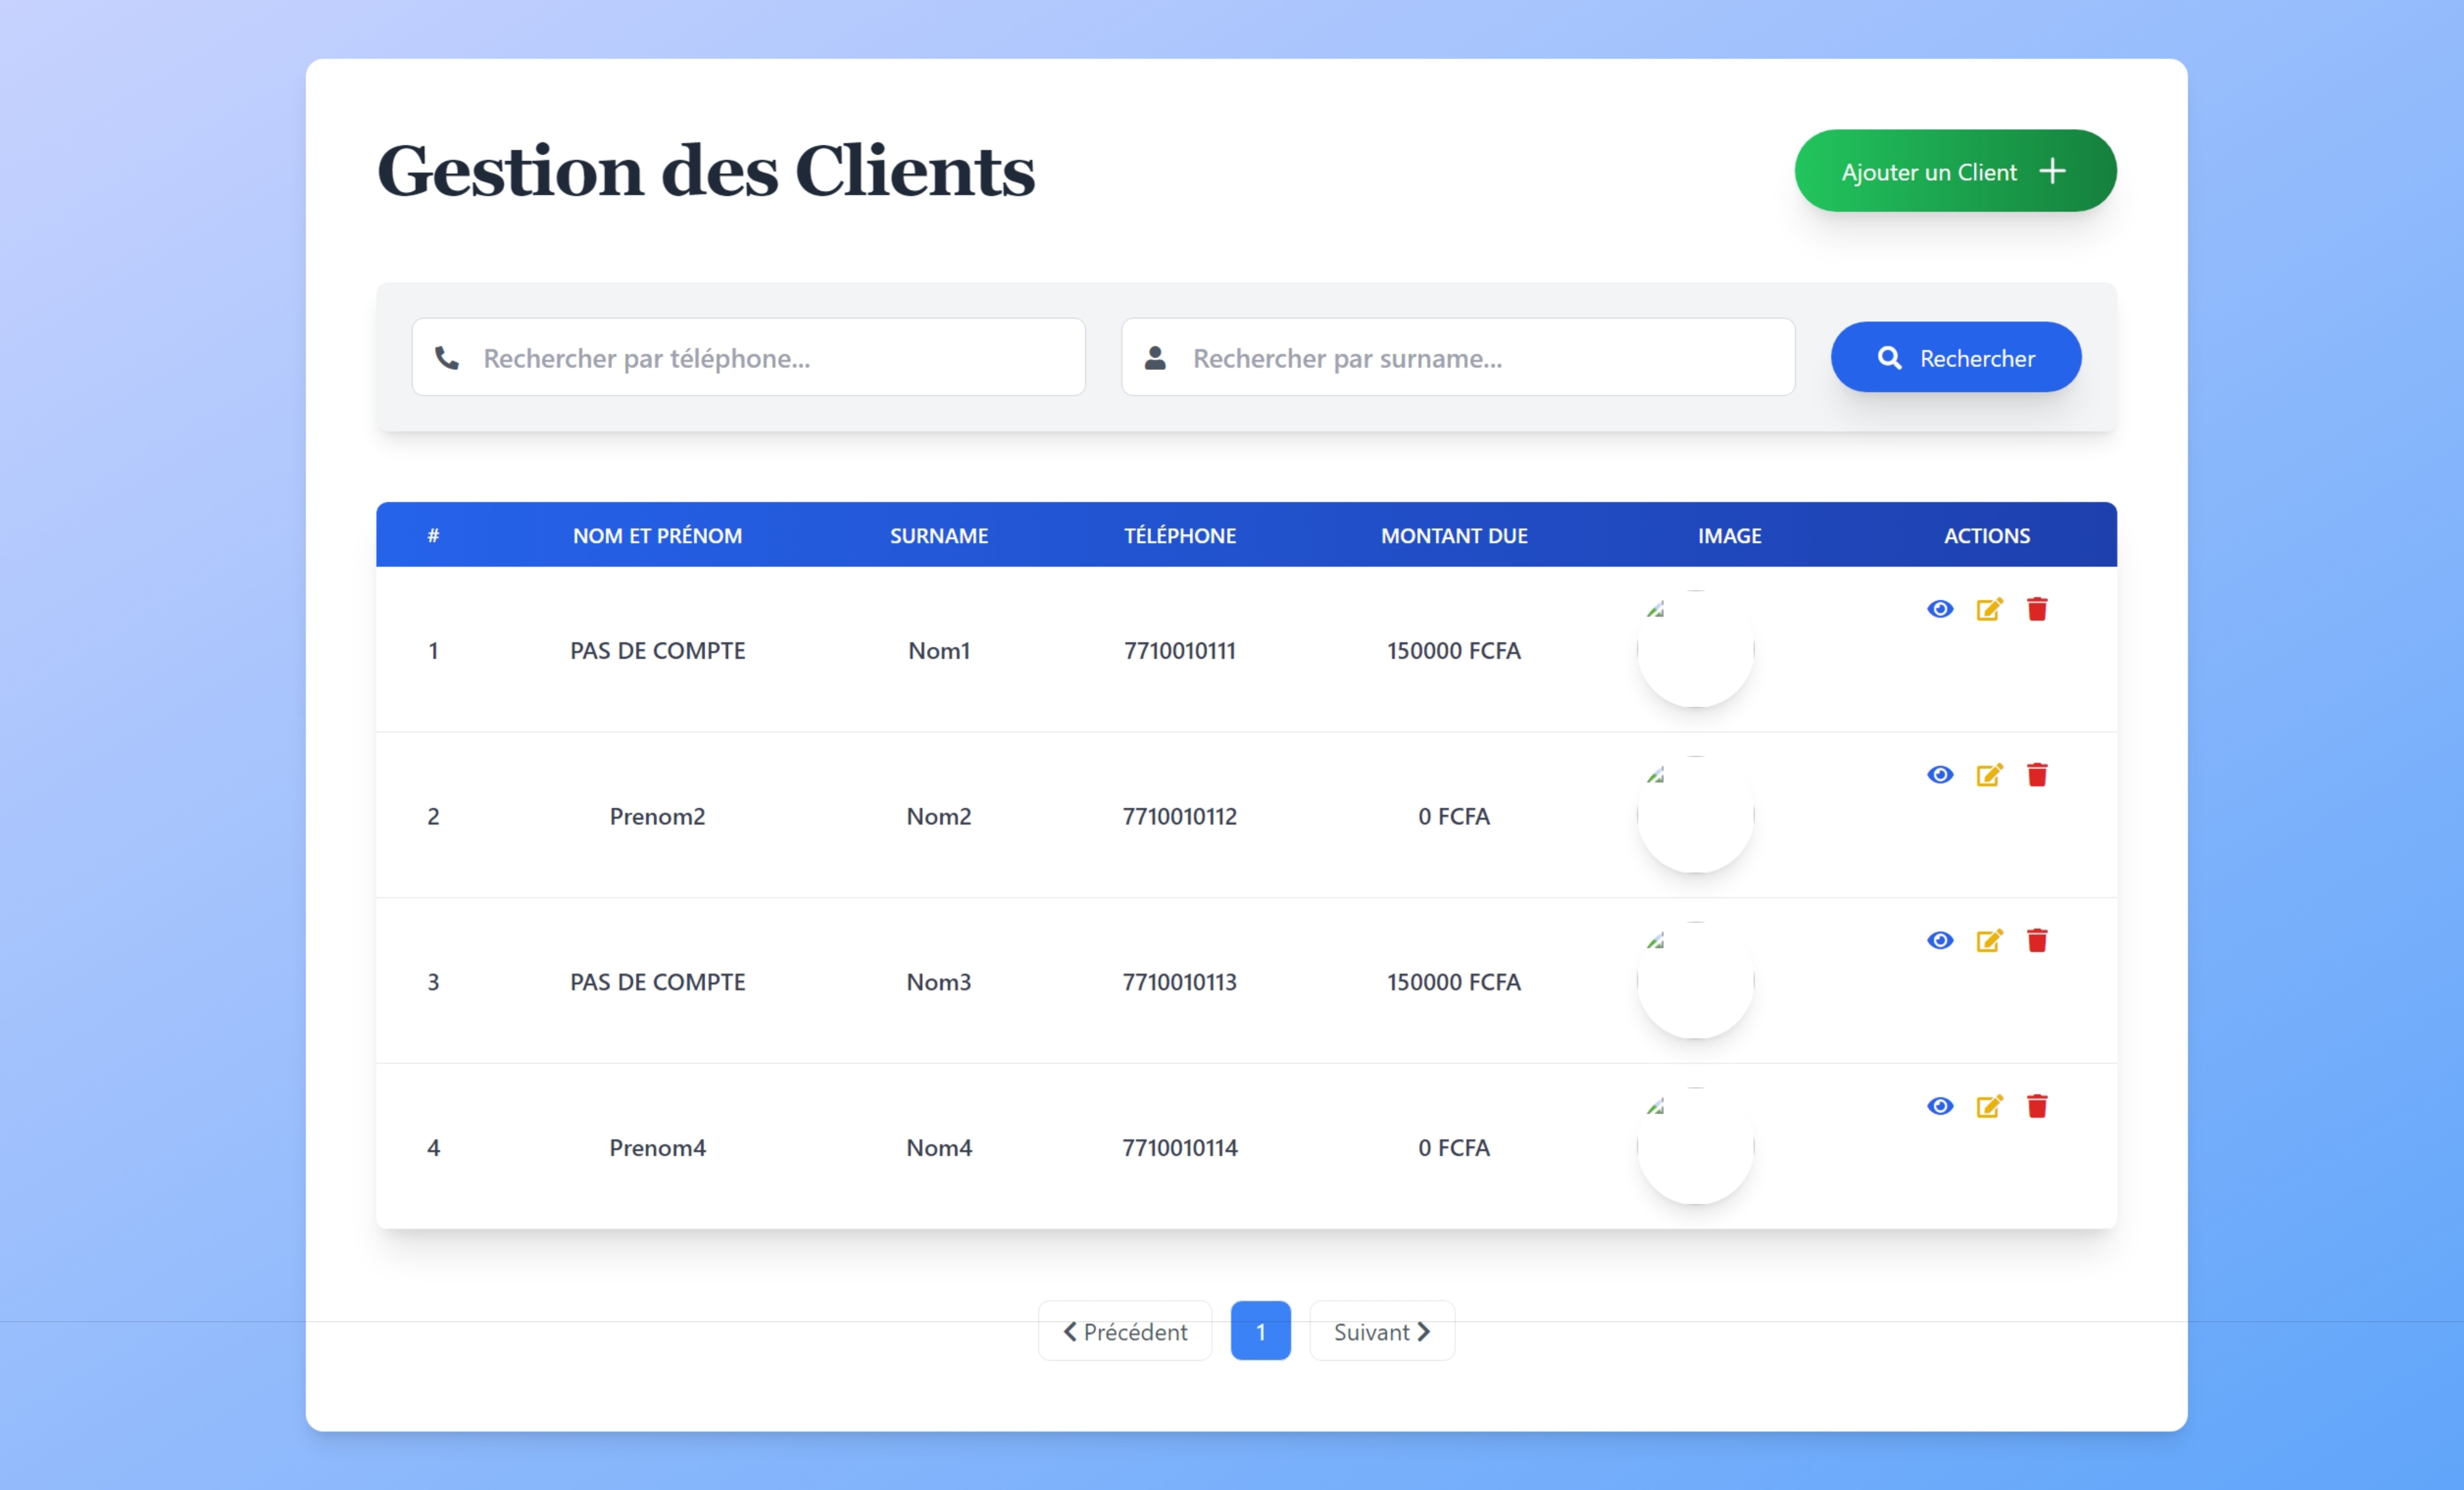 Gestion des Clients
Ajouter un Client
Rechercher par téléphone...
Rechercher par surname...
Rechercher
# NOM ET PRÉNOM SURNAME TÉLÉPHONE MONTANT DUE IMAGE ACTIONS
1 PAS DE COMPTE Nom1 7710010111 150000 FCFA
2 Prenom2 Nom2 7710010112 0 FCFA
3 PAS DE COMPTE Nom3 7710010113 150000 FCFA
4 Prenom4 Nom4 7710010114 0 FCFA
Précédent 1 Suivant